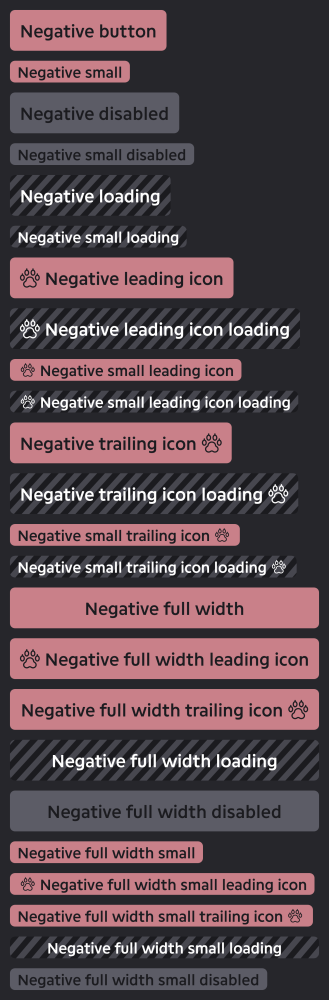 Negative button
Negative small
Negative disabled
Negative small disabled
Negative loading
Negative small loading
Negative leading icon
Negative leading icon loading
Negative small leading icon
Negative small leading icon loading
Negative trailing icon
Negative trailing icon loading
Negative small trailing icon
Negative small trailing icon loading
Negative full width
Negative full width leading icon
Negative full width trailing icon
Negative full width loading
Negative full width disabled
Negative full width small
Negative full width small leading icon
Negative full width small trailing icon
Negative full width small loading
Negative full width small disabled